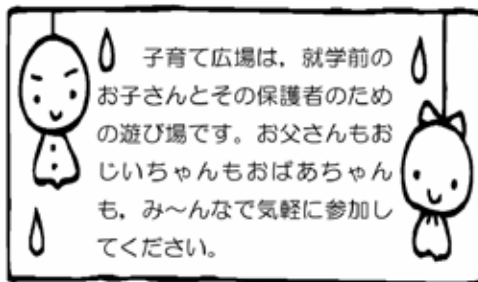 子育て広場は，就学前の
お子さんとその保護者のため
の遊び場です。お父さんもお
じいちゃんもおばあちゃん
も，み〜んなで気軽に参加し
てください。